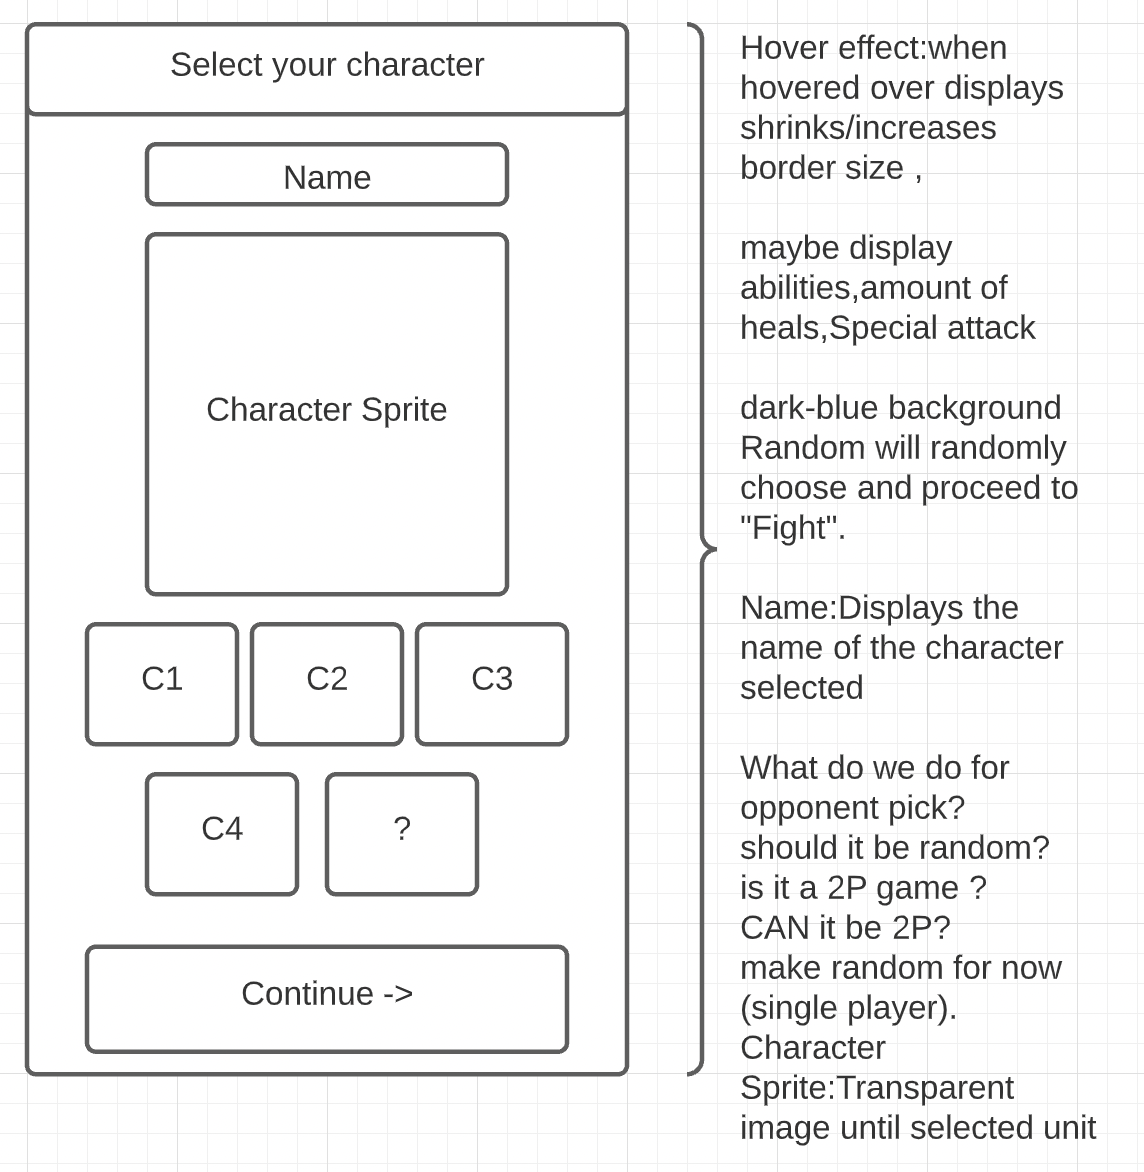 Select your character
Name
Character Sprite
C1
C2
C3
C4
?
Continue ->
Hover effect:when
hovered over displays
shrinks/increases
border size ,
maybe display
abilities,amount of
heals,Special attack
dark-blue background
Random will randomly
choose and proceed to
"Fight".
Name:Displays the
name of the character
selected
What do we do for
opponent pick?
should it be random?
is it a 2P game ?
CAN it be 2P?
make random for now
(single player).
Character
Sprite:Transparent
image until selected unit